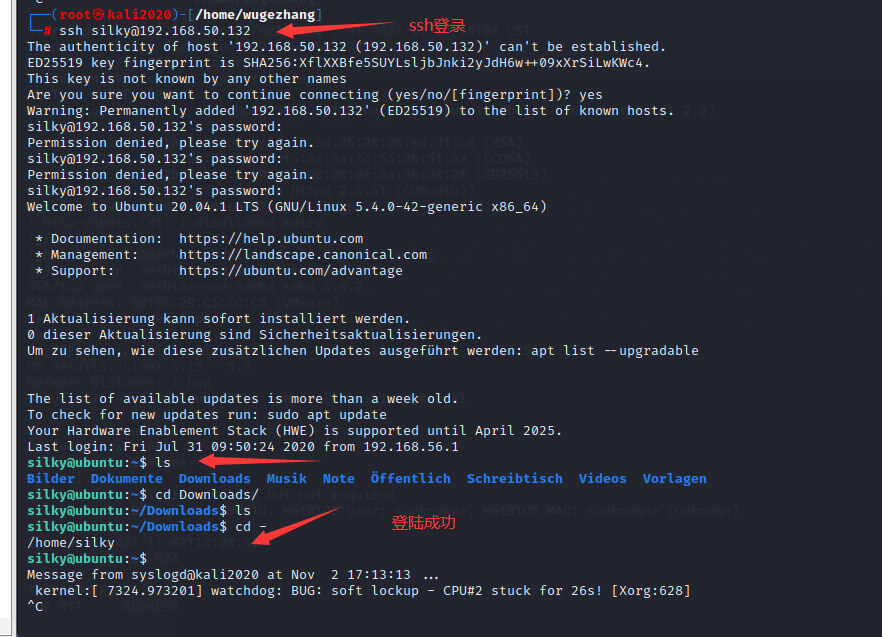 (root㉿kali2020)-[/home/wugezhang]
# ssh silky@192.168.50.132
ssh登录
The authenticity of host '192.168.50.132 (192.168.50.132)' can't be established.
ED25519 key fingerprint is SHA256:XflXXBfe5SUYLsljbJnki2yJdH6w++09xXrSiLwKWc4.
This key is not known by any other names
Are you sure you want to continue connecting (yes/no/[fingerprint])? yes
Warning: Permanently added '192.168.50.132' (ED25519) to the list of known hosts.
silky@192.168.50.132's password:
Permission denied, please try again.
silky@192.168.50.132's password:
Permission denied, please try again.
silky@192.168.50.132's password:
Welcome to Ubuntu 20.04.1 LTS (GNU/Linux 5.4.0-42-generic x86_64)
* Documentation:  https://help.ubuntu.com
* Management:     https://landscape.canonical.com
* Support:        https://ubuntu.com/advantage
1 Aktualisierung kann sofort installiert werden.
0 dieser Aktualisierung sind Sicherheitsaktualisierungen.
Um zu sehen, wie diese zusätzlichen Updates ausgeführt werden: apt list --upgradable
The list of available updates is more than a week old.
To check for new updates run: sudo apt update
Your Hardware Enablement Stack (HWE) is supported until April 2025.
Last login: Fri Jul 31 09:50:24 2020 from 192.168.56.1
silky@ubuntu:~$ ls
Bilder  Dokumente  Downloads  Musik  Note  Öffentlich  Schreibtisch  Videos  Vorlagen
silky@ubuntu:~$ cd Downloads/
silky@ubuntu:~/Downloads$ ls
silky@ubuntu:~/Downloads$ cd -
登陆成功
/home/silky
silky@ubuntu:~$
Message from syslogd@kali2020 at Nov  2 17:13:13 ...
kernel:[ 7324.973201] watchdog: BUG: soft lockup - CPU#2 stuck for 26s! [Xorg:628]
^C